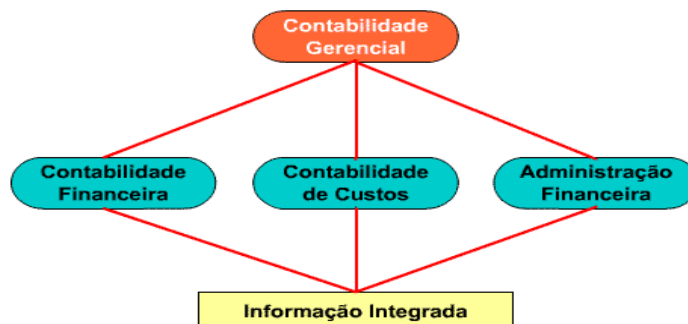 Contabilidade
Gerencial
Contabilidade
Financeira
Contabilidade
de Custos
Administração
Financeira
Informação Integrada